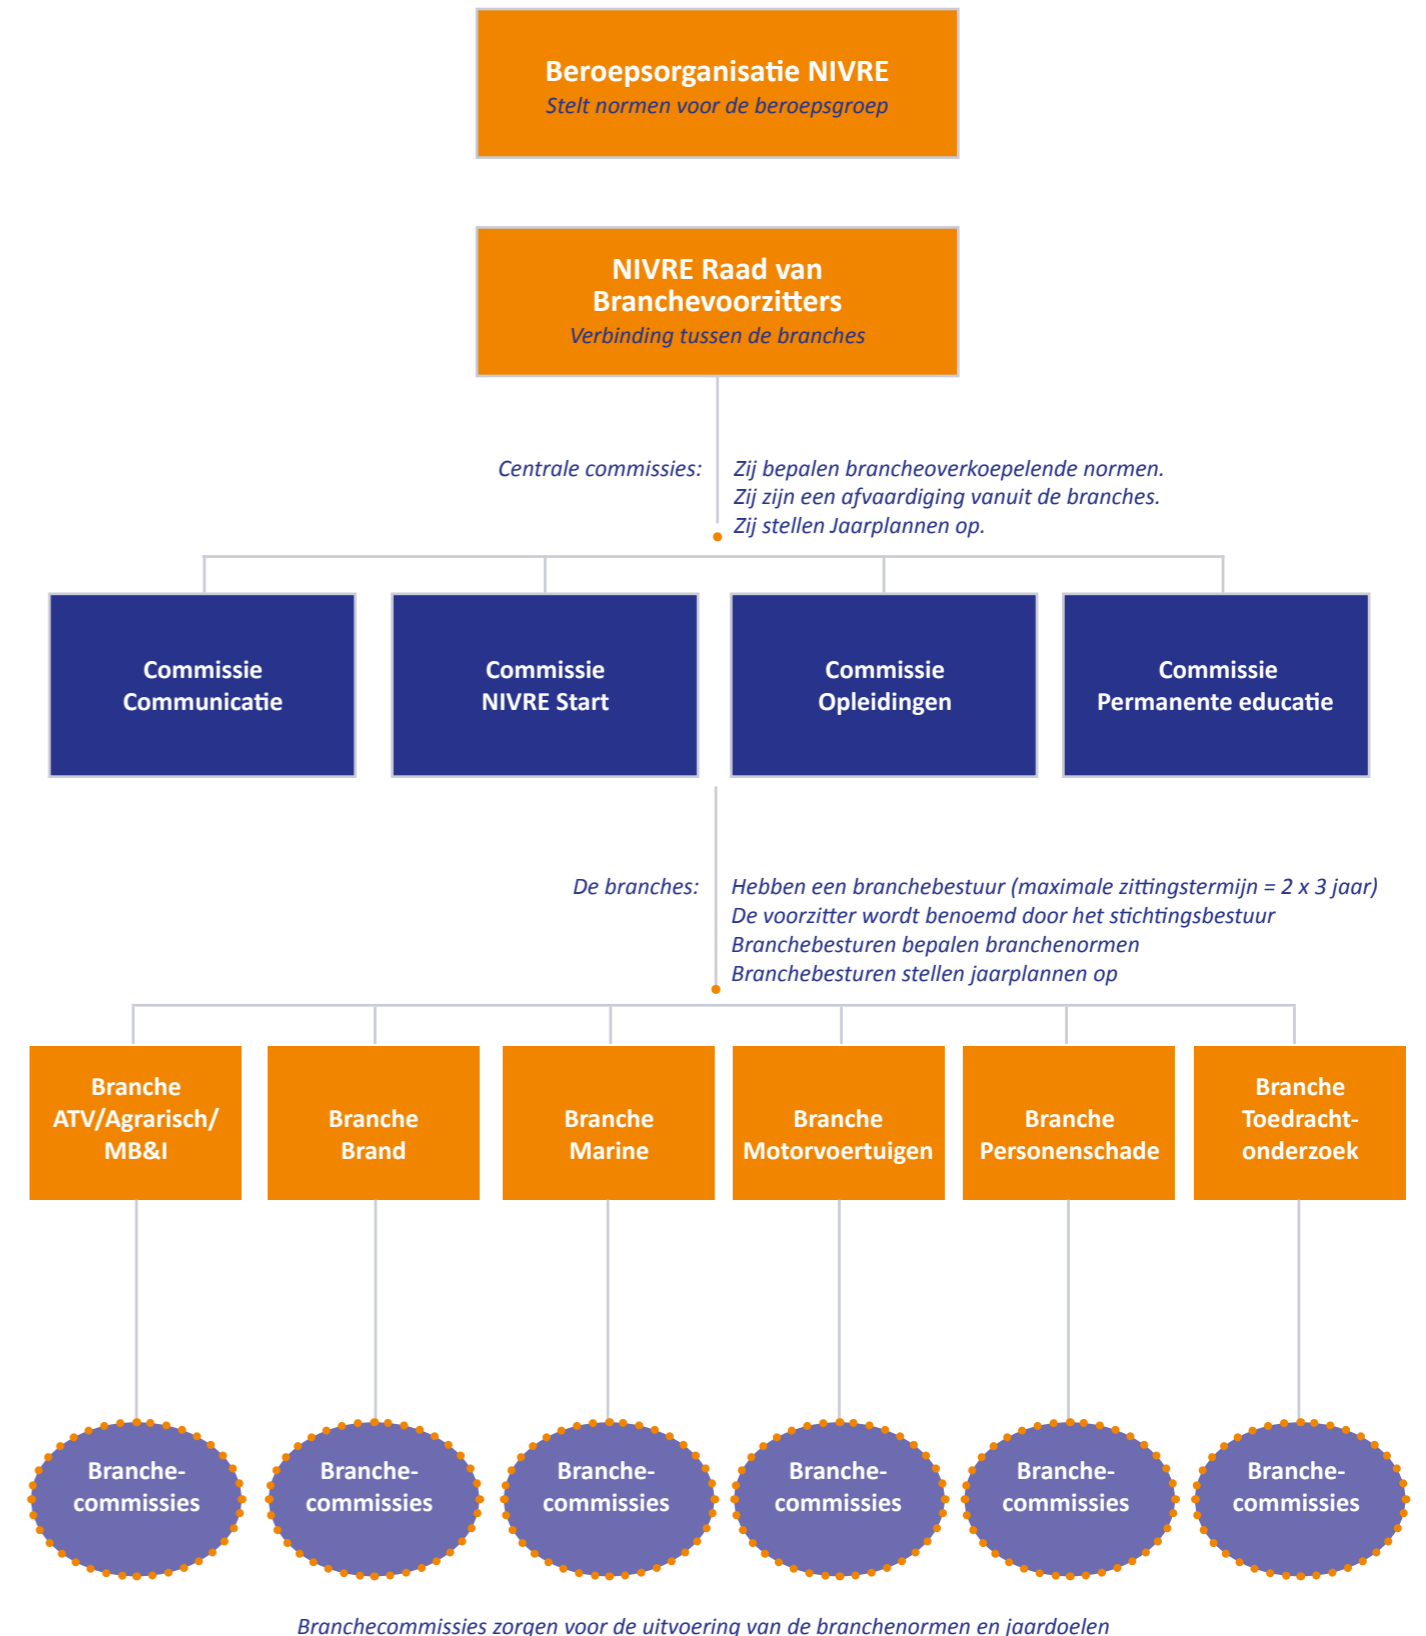 Beroepsorganisatie NIVRE
Stelt normen voor de beroepsgroep
NIVRE Raad van
Branchevoorzitters
Verbinding tussen de branches
Centrale commissies:
Zij bepalen brancheoverkoepelende normen.
Zij zijn een afvaardiging vanuit de branches.
Zij stellen Jaarplannen op.
Commissie
Communicatie
Commissie
NIVRE Start
Commissie
Opleidingen
Commissie
Permanente educatie
De branches:
Hebben een branchebestuur (maximale zittingstermijn = 2 x 3 jaar)
De voorzitter wordt benoemd door het stichtingsbestuur
Branchebesturen bepalen branchenormen
Branchebesturen stellen jaarplannen op
Branche
ATV/Agrarisch/
MB&I
Branche
Brand
Branche
Marine
Branche
Motorvoertuigen
Branche
Personenschade
Branche
Toedracht-
onderzoek
Branche-
commissies
Branche-
commissies
Branche-
commissies
Branche-
commissies
Branche-
commissies
Branche-
commissies
Branchecommissies zorgen voor de uitvoering van de branchenormen en jaardoelen